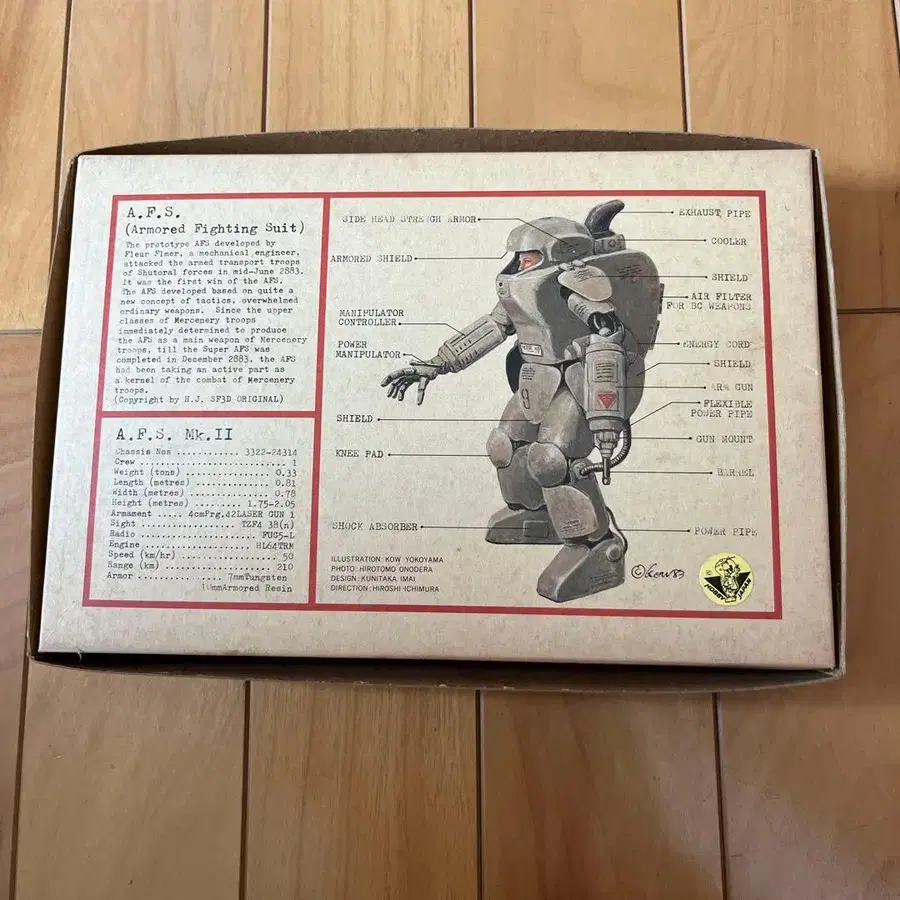 A.F.S.
(Armored Fighting Suit)
The prototype AFS developed by
Fleur Flmer, a mechanical engineer,
attacked the armed transport troops
of Shutoral forces in mid-June 2883.
It was the first win of the AFS.
The AFS developed based on quite a
new concept of tactics, overwhelmed
ordinary weapons. Since the upper
classes of Mercenery troops
immediately determined to produce
the AFS as a main weapon of Mercenery
troops, till the Super AFS was
completed in December 2883, the AFS
had been taking an active part as
a kernel of the combat of Mercenery
troops.
(Copyright by H.J. SF3D ORIGINAL)
A.F.S. Mk.II
Chassis Nos ............ 3322-24314
Crew ....................... 1
Weight (tons) .............. 0.33
Length (metres) ............ 0.81
Width (metres) ............. 0.78
Height (metres) ......... 1.75-2.05
Armament ..... 4cmPrg.42LASER GUN 1
Sight .............. TZF4 38(n)
Radio ................. FUG5-L
Engine ................ HL64TRM
Speed (km/hr) .............. 50
Range (km) ................ 210
Armor ............ 7mmTungsten
10mmArmored Resin
SIDE HEAD STRENGH ARMOR
ARMORED SHIELD
MANIPULATOR
CONTROLLER
POWER
MANIPULATOR
SHIELD
KNEE PAD
SHOCK ABSORBER
EXHAUST PIPE
COOLER
SHIELD
AIR FILTER
FOR BC WEAPONS
ENERGY CORD
SHIELD
ARM GUN
FLEXIBLE
POWER PIPE
GUN MOUNT
BARREL
POWER PIPE
9
ILLUSTRATION: KOW YOKOYAMA
PHOTO: HIROTOMO ONODERA
DESIGN: KUNITAKA IMAI
DIRECTION: HIROSHI ICHIMURA
©kow83
©
HOBBY JAPAN